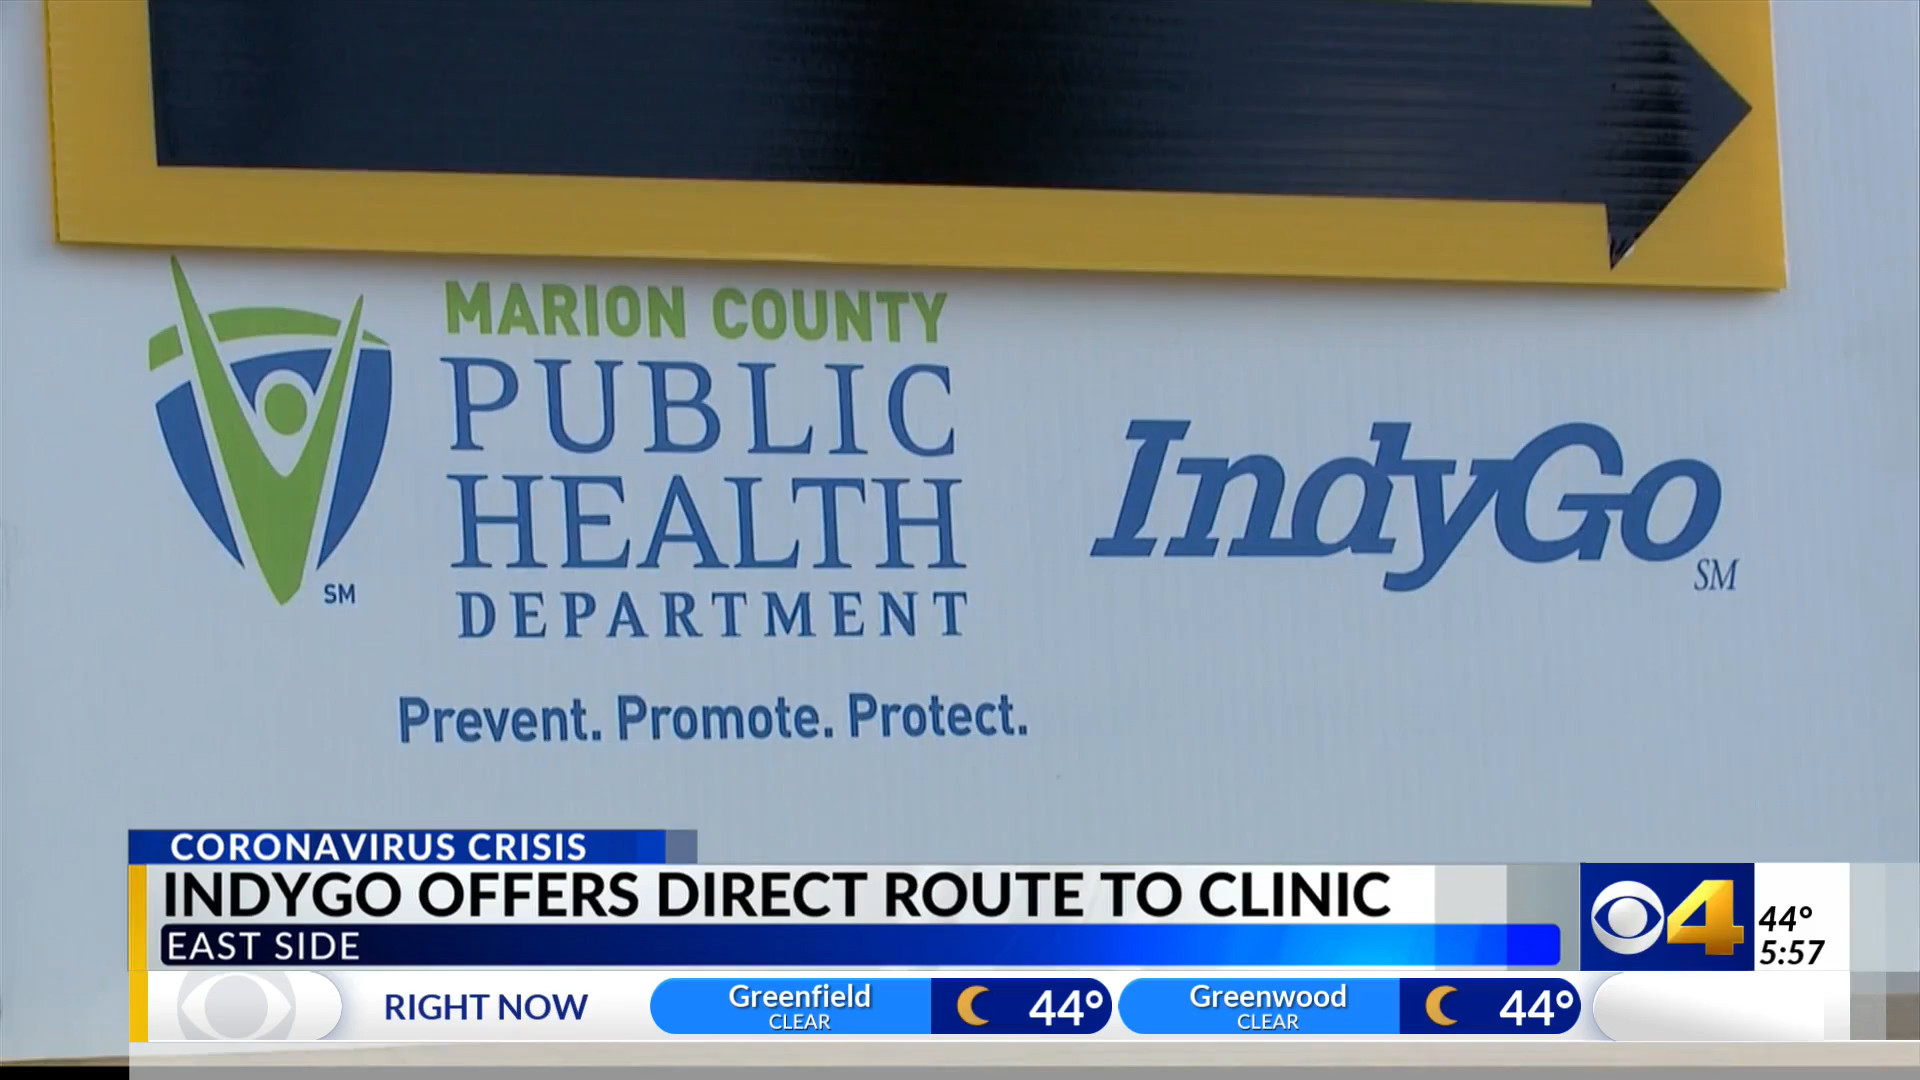 MARION COUNTY
PUBLIC
HEALTH
DEPARTMENT
SM
IndyGo
SM
Prevent. Promote. Protect.
CORONAVIRUS CRISIS
INDYGO OFFERS DIRECT ROUTE TO CLINIC
EAST SIDE
4
44°
5:57
RIGHT NOW
Greenfield
CLEAR
44°
Greenwood
CLEAR
44°